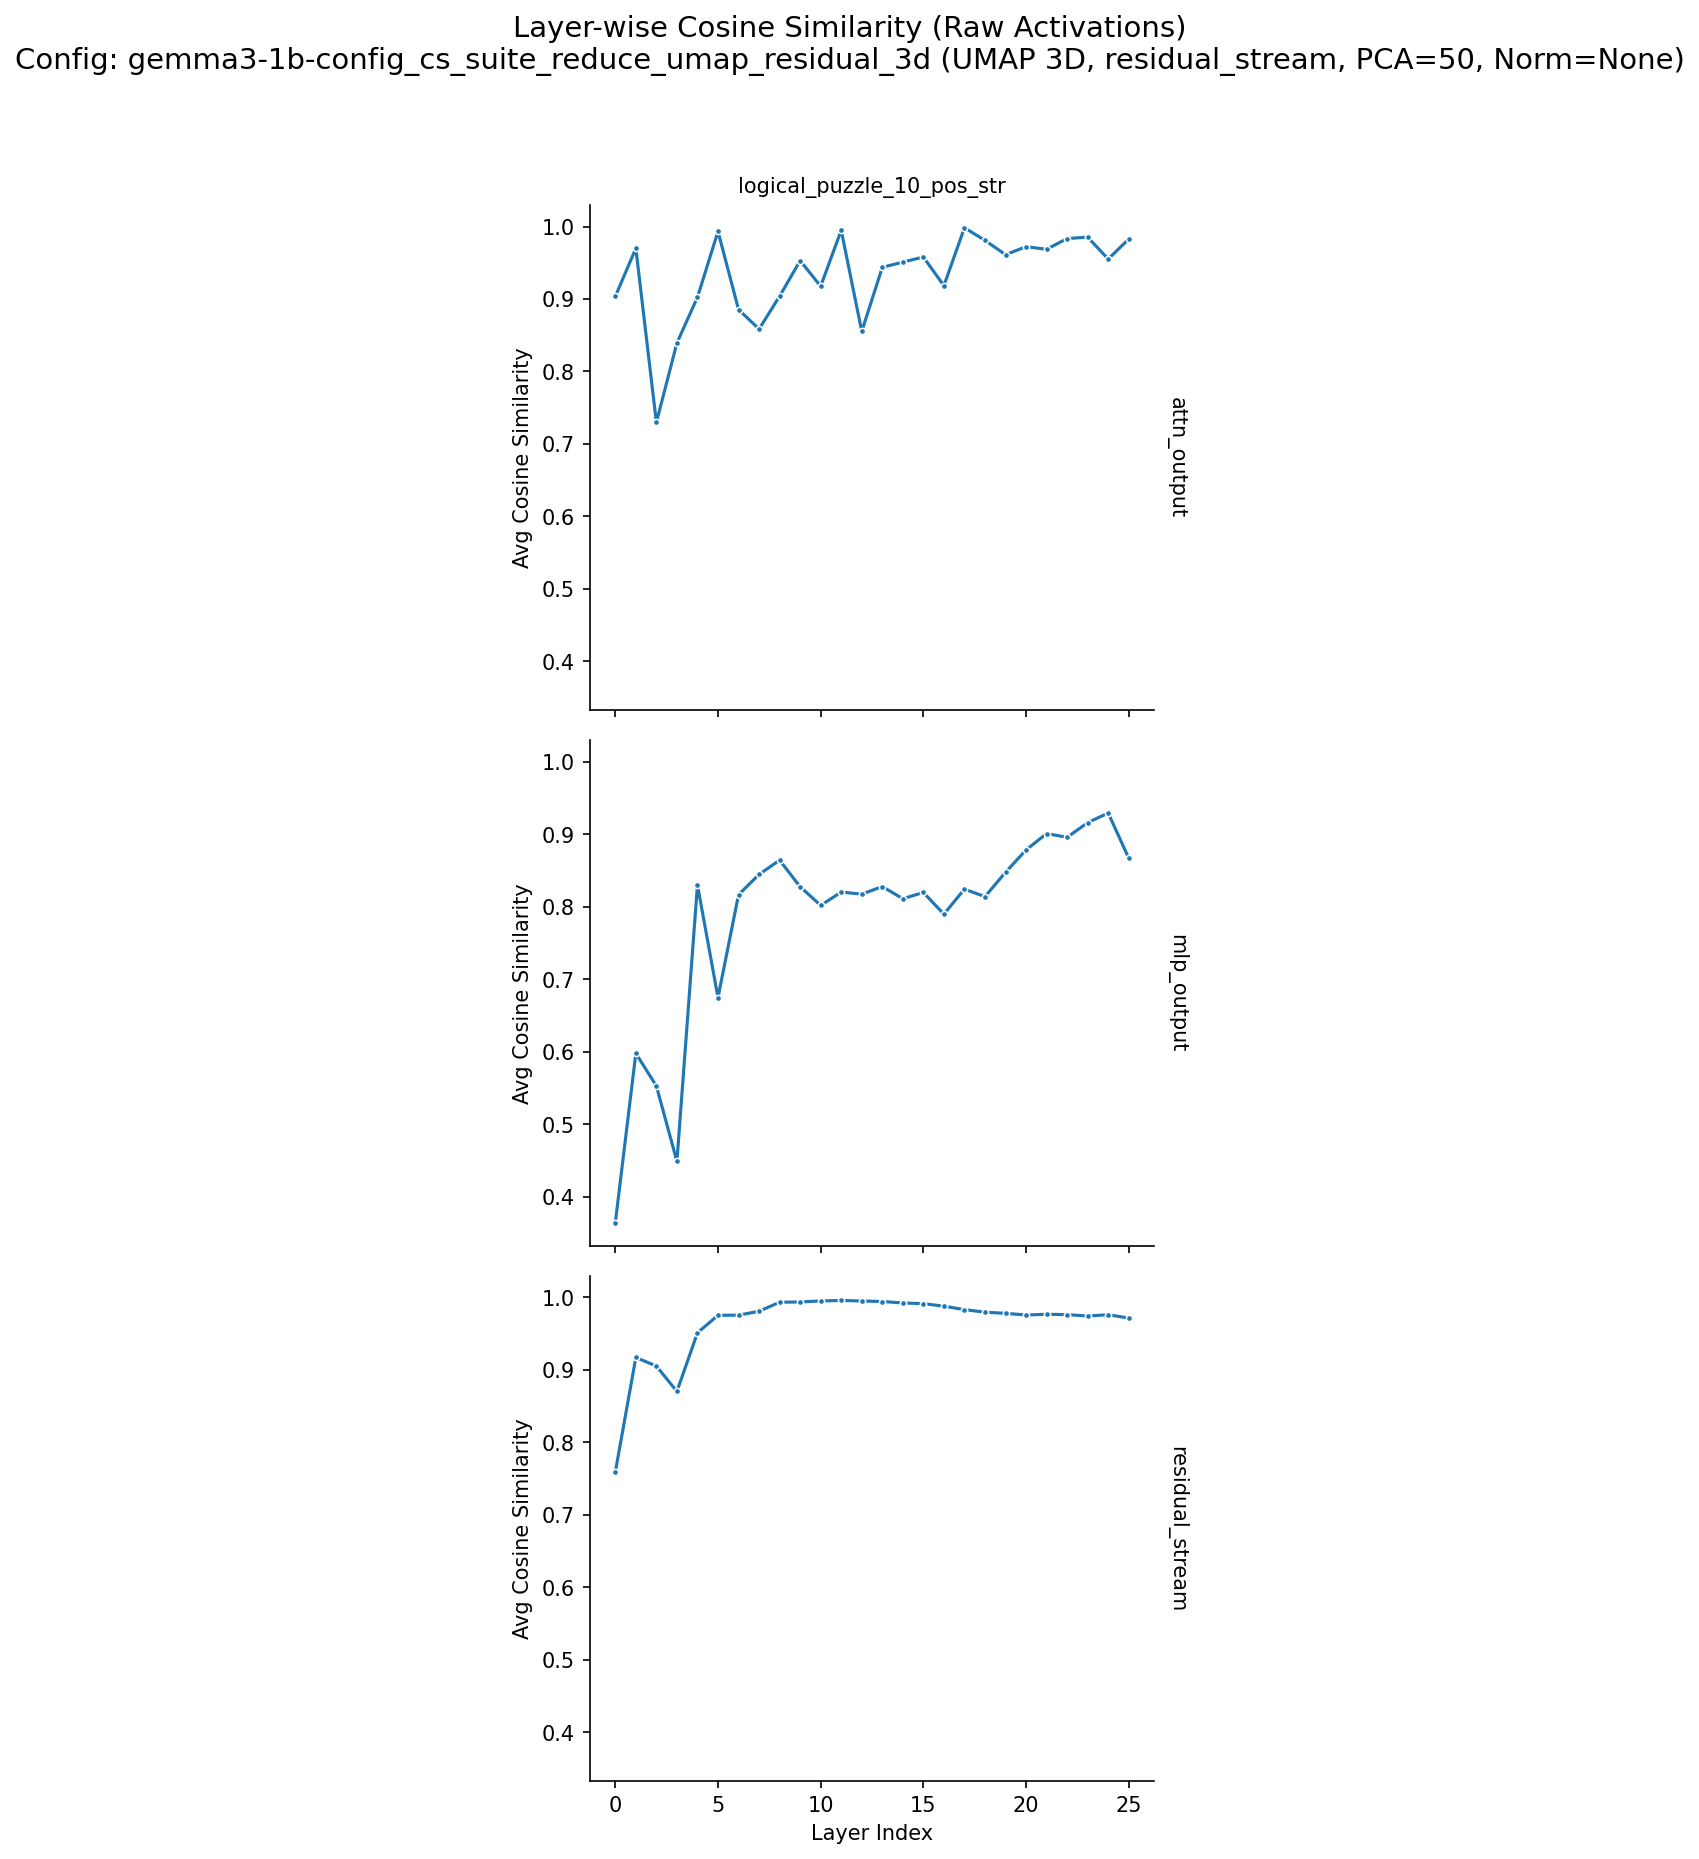 Layer-wise Cosine Similarity (Raw Activations)
Config: gemma3-1b-config_cs_suite_reduce_umap_residual_3d (UMAP 3D, residual_stream, PCA=50, Norm=None)
logical_puzzle_10_pos_str
1.0
0.9
0.8
0.7
0.6
0.5
0.4
Avg Cosine Similarity
attn_output
1.0
0.9
0.8
0.7
0.6
0.5
0.4
Avg Cosine Similarity
mlp_output
1.0
0.9
0.8
0.7
0.6
0.5
0.4
Avg Cosine Similarity
residual_stream
0 5 10 15 20 25
Layer Index